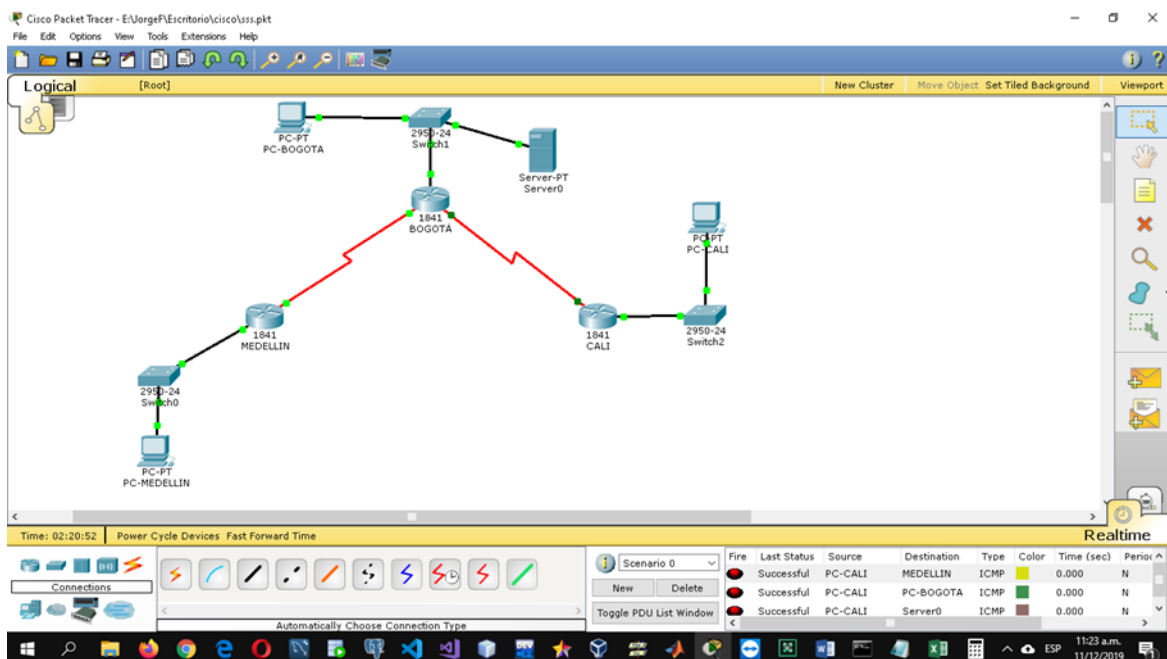 Cisco Packet Tracer - E:\JorgeF\Escritorio\cisco\sss.pkt
File Edit Options View Tools Extensions Help
Logical [Root] New Cluster Move Object Set Tiled Background Viewport
PC-PT
PC-BOGOTA
2950-24
Switch1
Server-PT
Server0
1841
BOGOTÁ
PC-PT
PC-CALI
1841
MEDELLIN
1841
CALI
2950-24
Switch2
2950-24
Switch0
PC-PT
PC-MEDELLIN
Time: 02:20:52 Power Cycle Devices Fast Forward Time Realtime
Connections
Automatically Choose Connection Type
Scenario 0
New Delete
Toggle PDU List Window
Fire Last Status Source Destination Type Color Time (sec) Perioc
Successful PC-CALI MEDELLIN ICMP 0.000 N
Successful PC-CALI PC-BOGOTA ICMP 0.000 N
Successful PC-CALI Server0 ICMP 0.000 N
DEV
ESP
11:23 a.m.
11/12/2019